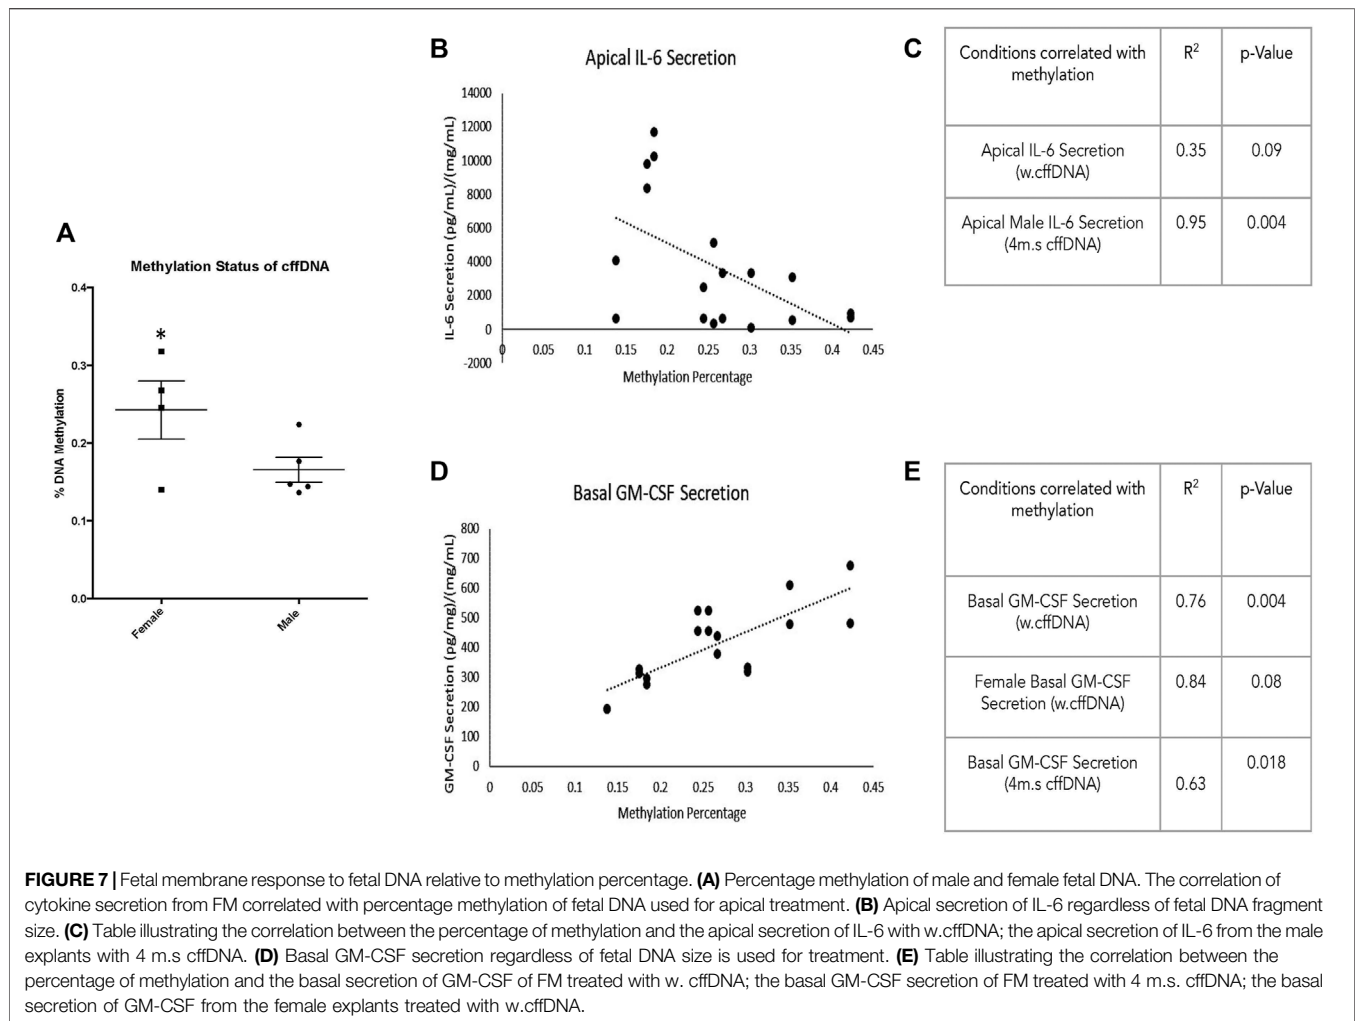 A
Methylation Status of cffDNA
*
% DNA Methylation
0.4
0.3
0.2
0.1
0.0
Female
Male
B
Apical IL-6 Secretion
IL-6 Secretion (pg/mL)/(mg/mL)
14000
12000
10000
8000
6000
4000
2000
0
-2000
0 0.05 0.1 0.15 0.2 0.25 0.3 0.35 0.4 0.45
Methylation Percentage
C
Conditions correlated with methylation R2 p-Value
Apical IL-6 Secretion (w.cffDNA) 0.35 0.09
Apical Male IL-6 Secretion (4m.s cffDNA) 0.95 0.004
D
Basal GM-CSF Secretion
GM-CSF Secretion (pg/mg)/(mg/mL)
800
700
600
500
400
300
200
100
0
0 0.05 0.1 0.15 0.2 0.25 0.3 0.35 0.4 0.45
Methylation Percentage
E
Conditions correlated with methylation R2 p-Value
Basal GM-CSF Secretion (w.cffDNA) 0.76 0.004
Female Basal GM-CSF Secretion (w.cffDNA) 0.84 0.08
Basal GM-CSF Secretion (4m.s cffDNA) 0.63 0.018
FIGURE 7 | Fetal membrane response to fetal DNA relative to methylation percentage. (A) Percentage methylation of male and female fetal DNA. The correlation of
cytokine secretion from FM correlated with percentage methylation of fetal DNA used for apical treatment. (B) Apical secretion of IL-6 regardless of fetal DNA fragment
size. (C) Table illustrating the correlation between the percentage of methylation and the apical secretion of IL-6 with w.cffDNA; the apical secretion of IL-6 from the male
explants with 4 m.s cffDNA. (D) Basal GM-CSF secretion regardless of fetal DNA size is used for treatment. (E) Table illustrating the correlation between the
percentage of methylation and the basal secretion of GM-CSF of FM treated with w. cffDNA; the basal GM-CSF secretion of FM treated with 4 m.s. cffDNA; the basal
secretion of GM-CSF from the female explants treated with w.cffDNA.